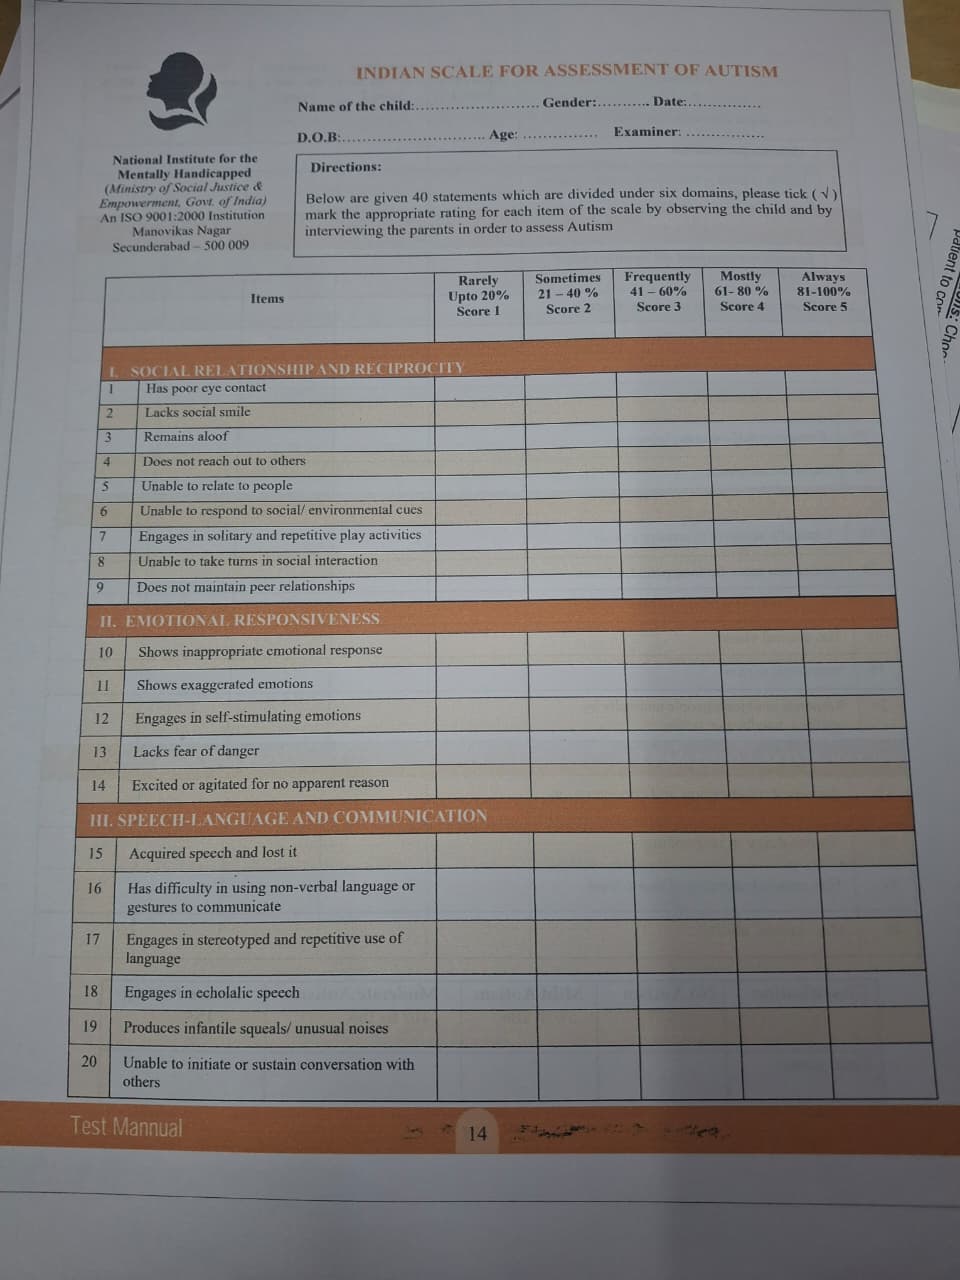 INDIAN SCALE FOR ASSESSMENT OF AUTISM
Name of the child:........................ Gender:.......... Date:..............
D.O.B:............................ Age: ............... Examiner: ................
National Institute for the
Mentally Handicapped
(Ministry of Social Justice &
Empowerment, Govt. of India)
An ISO 9001:2000 Institution
Manovikas Nagar
Secunderabad – 500 009
Directions:
Below are given 40 statements which are divided under six domains, please tick (√)
mark the appropriate rating for each item of the scale by observing the child and by
interviewing the parents in order to assess Autism
Items
Rarely Upto 20% Score 1
Sometimes 21 – 40 % Score 2
Frequently 41 – 60% Score 3
Mostly 61- 80 % Score 4
Always 81-100% Score 5
I. SOCIAL RELATIONSHIP AND RECIPROCITY
1 Has poor eye contact
2 Lacks social smile
3 Remains aloof
4 Does not reach out to others
5 Unable to relate to people
6 Unable to respond to social/ environmental cues
7 Engages in solitary and repetitive play activities
8 Unable to take turns in social interaction
9 Does not maintain peer relationships
II. EMOTIONAL RESPONSIVENESS
10 Shows inappropriate emotional response
11 Shows exaggerated emotions
12 Engages in self-stimulating emotions
13 Lacks fear of danger
14 Excited or agitated for no apparent reason
III. SPEECH-LANGUAGE AND COMMUNICATION
15 Acquired speech and lost it
16 Has difficulty in using non-verbal language or
gestures to communicate
17 Engages in stereotyped and repetitive use of
language
18 Engages in echolalic speech
19 Produces infantile squeals/ unusual noises
20 Unable to initiate or sustain conversation with
others
Test Mannual
14
patient to